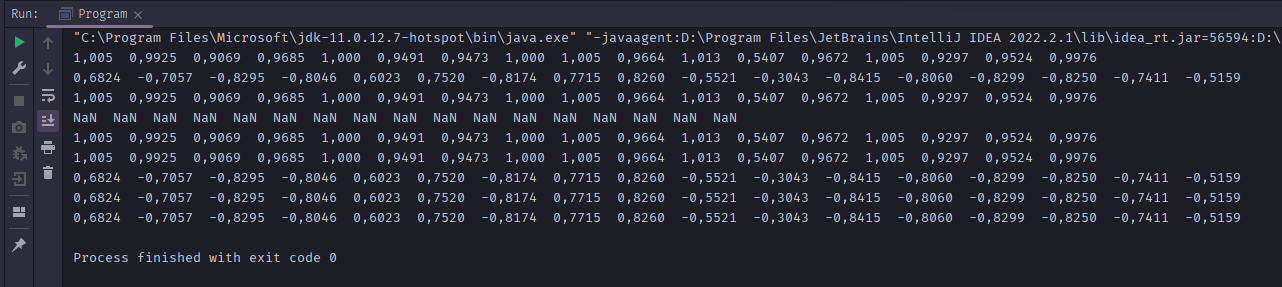 Run: Program
"C:\Program Files\Microsoft\jdk-11.0.12.7-hotspot\bin\java.exe" "-javaagent:D:\Program Files\JetBrains\IntelliJ IDEA 2022.2.1\lib\idea_rt.jar=56594:D:\
1,005 0,9925 0,9069 0,9685 1,000 0,9491 0,9473 1,000 1,005 0,9664 1,013 0,5407 0,9672 1,005 0,9297 0,9524 0,9976
0,6824 -0,7057 -0,8295 -0,8046 0,6023 0,7520 -0,8174 0,7715 0,8260 -0,5521 -0,3043 -0,8415 -0,8060 -0,8299 -0,8250 -0,7411 -0,5159
1,005 0,9925 0,9069 0,9685 1,000 0,9491 0,9473 1,000 1,005 0,9664 1,013 0,5407 0,9672 1,005 0,9297 0,9524 0,9976
NaN NaN NaN NaN NaN NaN NaN NaN NaN NaN NaN NaN NaN NaN NaN NaN NaN
1,005 0,9925 0,9069 0,9685 1,000 0,9491 0,9473 1,000 1,005 0,9664 1,013 0,5407 0,9672 1,005 0,9297 0,9524 0,9976
1,005 0,9925 0,9069 0,9685 1,000 0,9491 0,9473 1,000 1,005 0,9664 1,013 0,5407 0,9672 1,005 0,9297 0,9524 0,9976
0,6824 -0,7057 -0,8295 -0,8046 0,6023 0,7520 -0,8174 0,7715 0,8260 -0,5521 -0,3043 -0,8415 -0,8060 -0,8299 -0,8250 -0,7411 -0,5159
0,6824 -0,7057 -0,8295 -0,8046 0,6023 0,7520 -0,8174 0,7715 0,8260 -0,5521 -0,3043 -0,8415 -0,8060 -0,8299 -0,8250 -0,7411 -0,5159
0,6824 -0,7057 -0,8295 -0,8046 0,6023 0,7520 -0,8174 0,7715 0,8260 -0,5521 -0,3043 -0,8415 -0,8060 -0,8299 -0,8250 -0,7411 -0,5159
Process finished with exit code 0